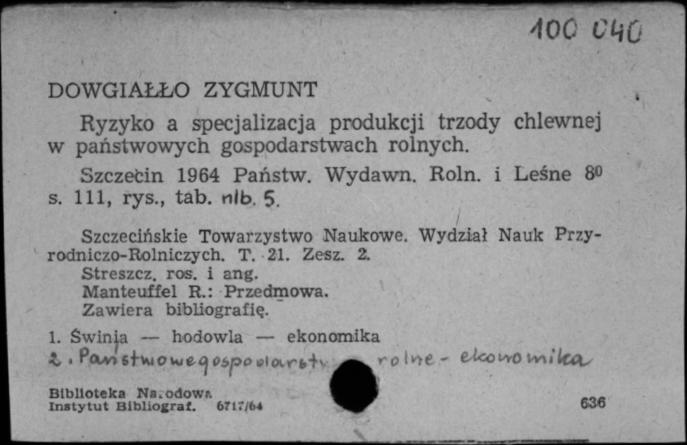 100 040
DOWGIAŁŁO ZYGMUNT
Ryzyko a specjalizacja produkcji trzody chlewnej
w państwowych gospodarstwach rolnych.
Szczecin 1964 Państw. Wydawn. Roln. i Leśne 8⁰
s. 111, rys., tab. nlb. 5.
Szczecińskie Towarzystwo Naukowe. Wydział Nauk Przy-
rodniczo-Rolniczych. T. 21. Zesz. 2.
Streszcz. ros. i ang.
Manteuffel R.: Przedmowa.
Zawiera bibliografię.
1. Świnia — hodowla — ekonomika
2. Państwowe gospodarstw rolne - ekonomika
Biblioteka Narodowa
Instytut Bibliograf. 6717/64 636